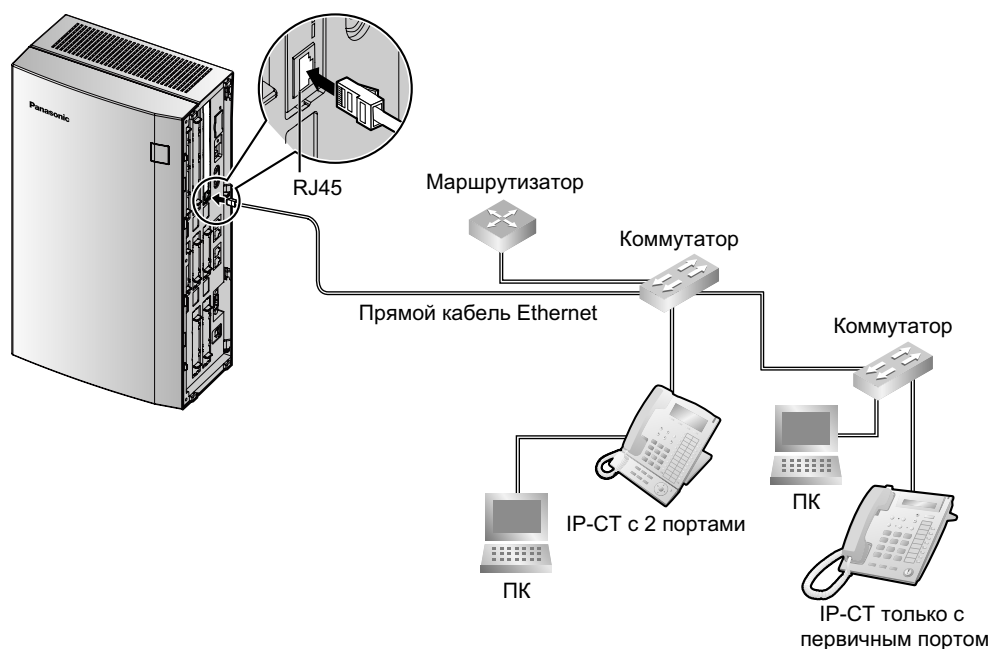 Panasonic
RJ45
Маршрутизатор
Коммутатор
Прямой кабель Ethernet
Коммутатор
IP-СТ с 2 портами
ПК
ПК
IP-СТ только с
первичным портом